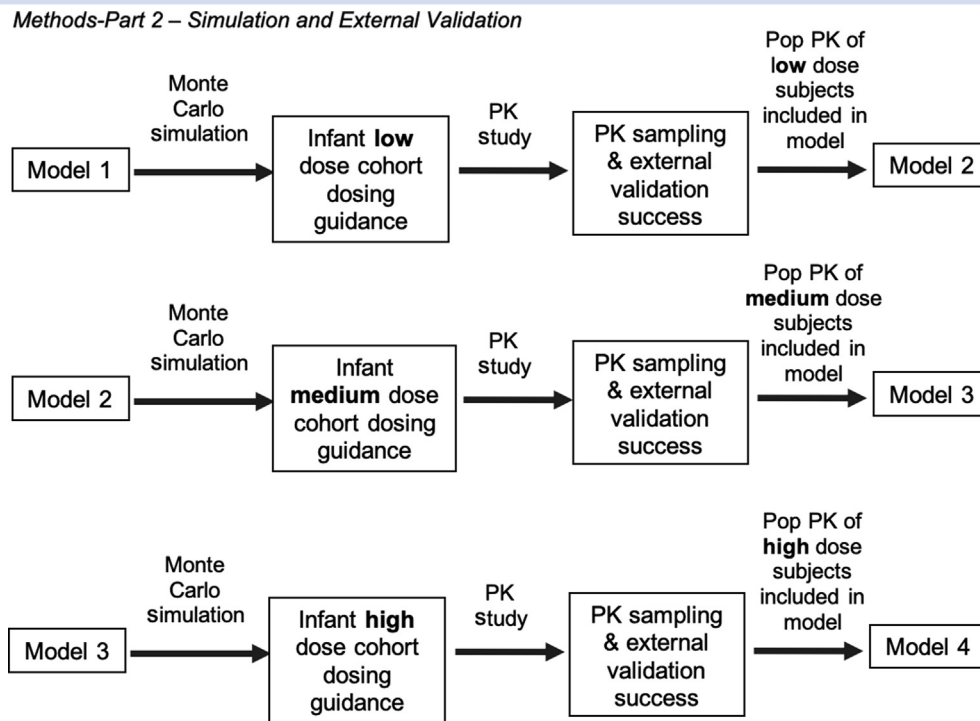 Methods-Part 2 – Simulation and External Validation
Model 1
Monte
Carlo
simulation
Infant low
dose cohort
dosing
guidance
PK
study
PK sampling
& external
validation
success
Pop PK of
low dose
subjects
included in
model
Model 2
Model 2
Monte
Carlo
simulation
Infant
medium dose
cohort dosing
guidance
PK
study
PK sampling
& external
validation
success
Pop PK of
medium dose
subjects
included in
model
Model 3
Model 3
Monte
Carlo
simulation
Infant high
dose cohort
dosing
guidance
PK
study
PK sampling
& external
validation
success
Pop PK of
high dose
subjects
included in
model
Model 4